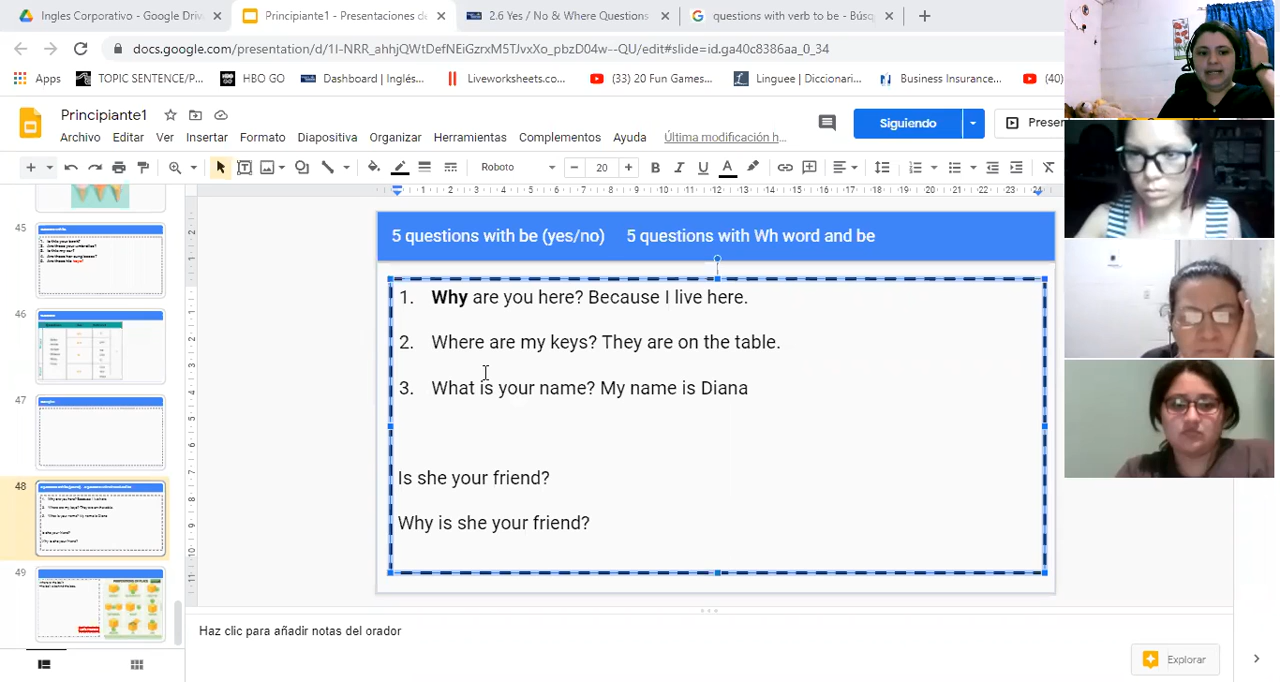 Ingles Corporativo - Google Driv
Principiante1 - Presentaciones de
2.6 Yes / No & Where Questions
questions with verb to be - Búsq
docs.google.com/presentation/d/1I-NRR_ahhjQWtDefNEiGzrxM5TJvxXo_pbzD04w--QU/edit#slide=id.ga40c8386aa_0_34
Apps
TOPIC SENTENCE/P...
HBO GO
Dashboard | Inglés...
Liveworksheets.co...
(33) 20 Fun Games...
Linguee | Diccionari...
Business Insurance...
(40)
Principiante1
Archivo Editar Ver Insertar Formato Diapositiva Organizar Herramientas Complementos Ayuda Última modificación h...
Siguiendo
Presen
Roboto
20
5 questions with be (yes/no) 5 questions with Wh word and be
1. Why are you here? Because I live here.
2. Where are my keys? They are on the table.
3. What is your name? My name is Diana
Is she your friend?
Why is she your friend?
45
46
47
48
49
Haz clic para añadir notas del orador
Explorar